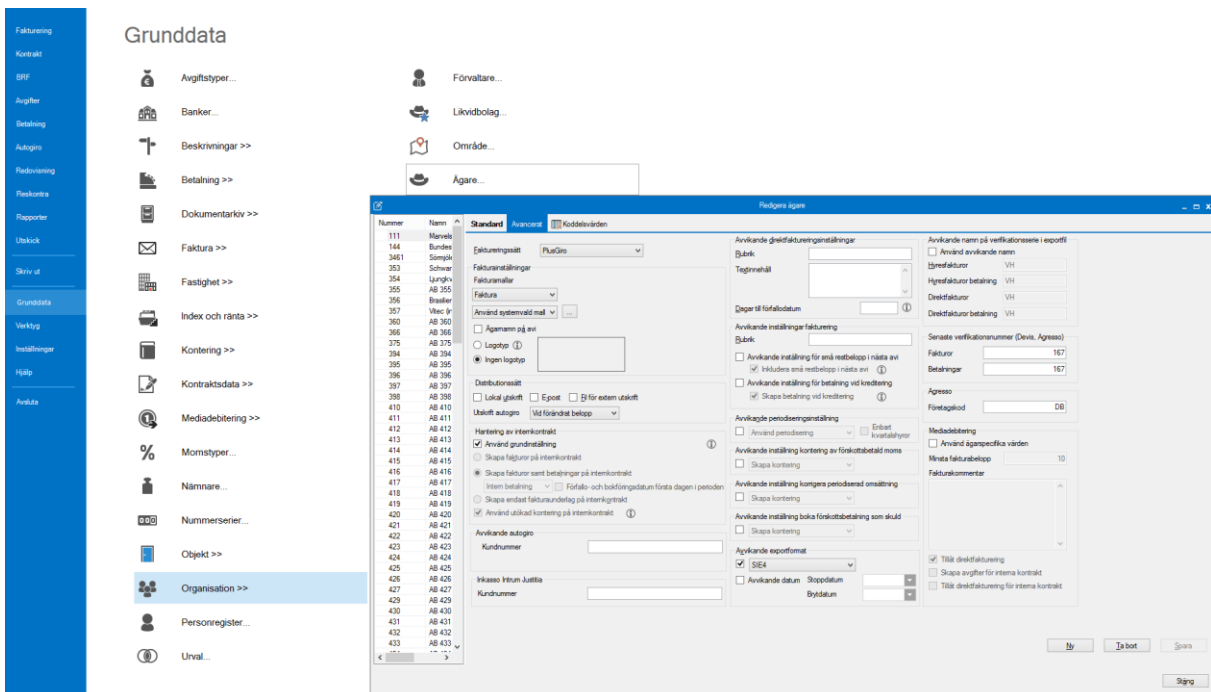 Fakturering
Kontrakt
BRF
Avgifter
Betalning
Autogiro
Redovisning
Reskontra
Rapporter
Utskick
Skriv ut
Grunddata
Verktyg
Inställningar
Hjälp
Avsluta
Grunddata
Avgiftstyper...
Banker...
Beskrivningar >>
Betalning >>
Dokumentarkiv >>
Faktura >>
Fastighet >>
Index och ränta >>
Kontering >>
Kontraktsdata >>
Mediadebitering >>
Momstyper...
Nämnare...
Nummerserier...
Objekt >>
Organisation >>
Personregister...
Urval...
Förvaltare...
Likvidbolag...
Område...
Ägare...
Redigera ägare
Nummer Namn
111 Marvels
144 Bundes
3461 Sörmjöl
353 Schwar
354 Ljungkv
355 AB 355
356 Brasilier
357 Vitec (ir
360 AB 360
366 AB 366
375 AB 375
394 AB 394
395 AB 395
396 AB 396
397 AB 397
398 AB 398
410 AB 410
411 AB 411
412 AB 412
413 AB 413
414 AB 414
415 AB 415
416 AB 416
417 AB 417
418 AB 418
419 AB 419
420 AB 420
421 AB 421
422 AB 422
423 AB 423
424 AB 424
425 AB 425
426 AB 426
427 AB 427
429 AB 429
430 AB 430
431 AB 431
432 AB 432
433 AB 433
Standard Avancerat Koddelsvärden
Faktureringssätt PlusGiro
Fakturainställningar
Fakturamallar
Faktura
Använd systemvald mall ...
Ägarnamn på avi
Logotyp
Ingen logotyp
Distributionssätt
Lokal utskrift E-post Fil för extern utskrift
Utskrift autogiro Vid förändrat belopp
Hantering av internkontrakt
Använd grundinställning
Skapa fakturor på internkontrakt
Skapa fakturor samt betalningar på internkontrakt
Intern betalning Förfallo- och bokföringsdatum första dagen i perioden
Skapa endast fakturaunderlag på internkontrakt
Använd utökad kontering på internkontrakt
Avvikande autogiro
Kundnummer
Inkasso Intrum Justitia
Kundnummer
Avvikande direktfaktureringsinställningar
Rubrik
Textinnehåll
Dagar till förfallodatum
Avvikande inställningar fakturering
Rubrik
Avvikande inställning för små restbelopp i nästa avi
Inkludera små restbelopp i nästa avi
Avvikande inställning för betalning vid kreditering
Skapa betalning vid kreditering
Avvikande periodiseringsinställning
Använd periodisering Enbart kvartalshyror
Avvikande inställning kontering av förskottsbetald moms
Skapa kontering
Avvikande inställning korrigera periodiserad omsättning
Skapa kontering
Avvikande inställning boka förskottsbetalning som skuld
Skapa kontering
Avvikande exportformat
SIE4
Avvikande datum Stoppdatum
Brytdatum
Avvikande namn på verifikationsserie i exportfil
Använd avvikande namn
Hyresfakturor VH
Hyresfakturor betalning VH
Direktfakturor VH
Direktfakturor betalning VH
Senaste verifikationsnummer (Devis, Agresso)
Fakturor 167
Betalningar 167
Agresso
Företagskod DB
Mediadebitering
Använd ägarspecifika värden
Minsta fakturabelopp 10
Fakturakommentar
Tillåt direktfakturering
Skapa avgifter för interna kontrakt
Tillåt direktfakturering för interna kontrakt
Ny Ta bort Spara
Stäng